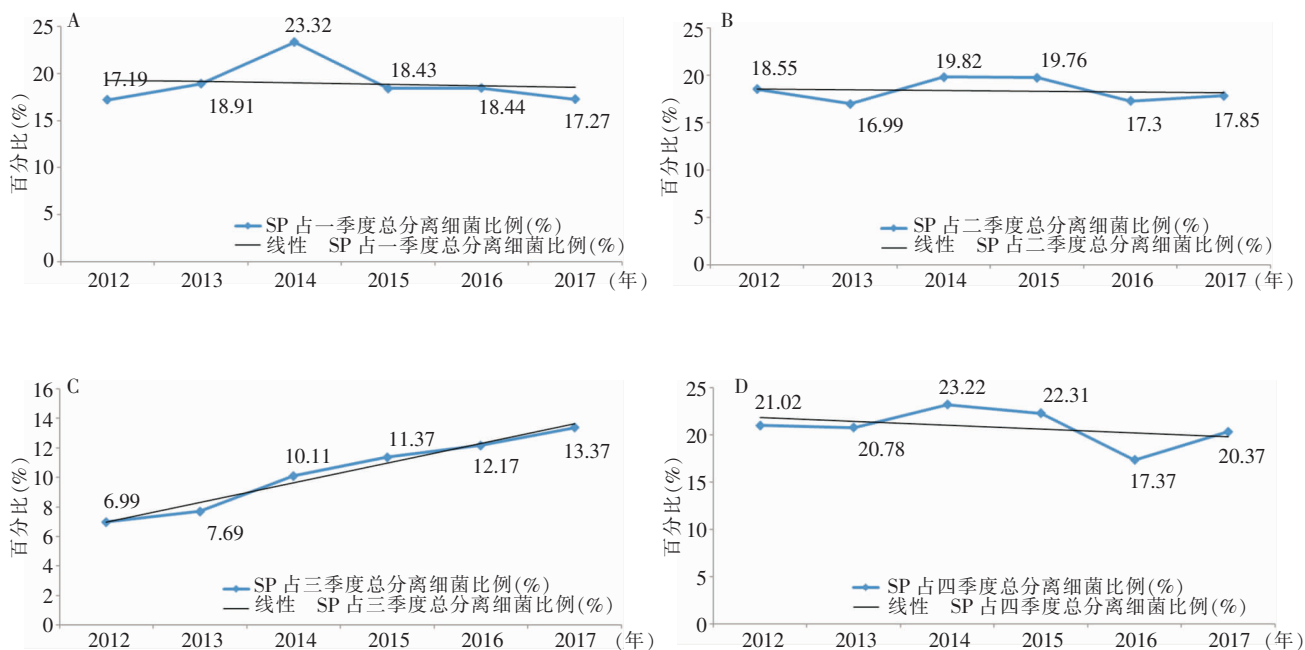 A
百分比(%)
25
20
15
10
5
0
17.19
18.91
23.32
18.43
18.44
17.27
SP 占一季度总分离细菌比例(%)
线性 SP 占一季度总分离细菌比例(%)
2012 2013 2014 2015 2016 2017 (年)
B
百分比(%)
25
20
15
10
5
0
18.55
16.99
19.82
19.76
17.3
17.85
SP 占二季度总分离细菌比例(%)
线性 SP 占二季度总分离细菌比例(%)
2012 2013 2014 2015 2016 2017 (年)
C
百分比(%)
16
14
12
10
8
6
4
2
0
6.99
7.69
10.11
11.37
12.17
13.37
SP 占三季度总分离细菌比例(%)
线性 SP 占三季度总分离细菌比例(%)
2012 2013 2014 2015 2016 2017 (年)
D
百分比(%)
25
20
15
10
5
0
21.02
20.78
23.22
22.31
17.37
20.37
SP 占四季度总分离细菌比例(%)
线性 SP 占四季度总分离细菌比例(%)
2012 2013 2014 2015 2016 2017 (年)